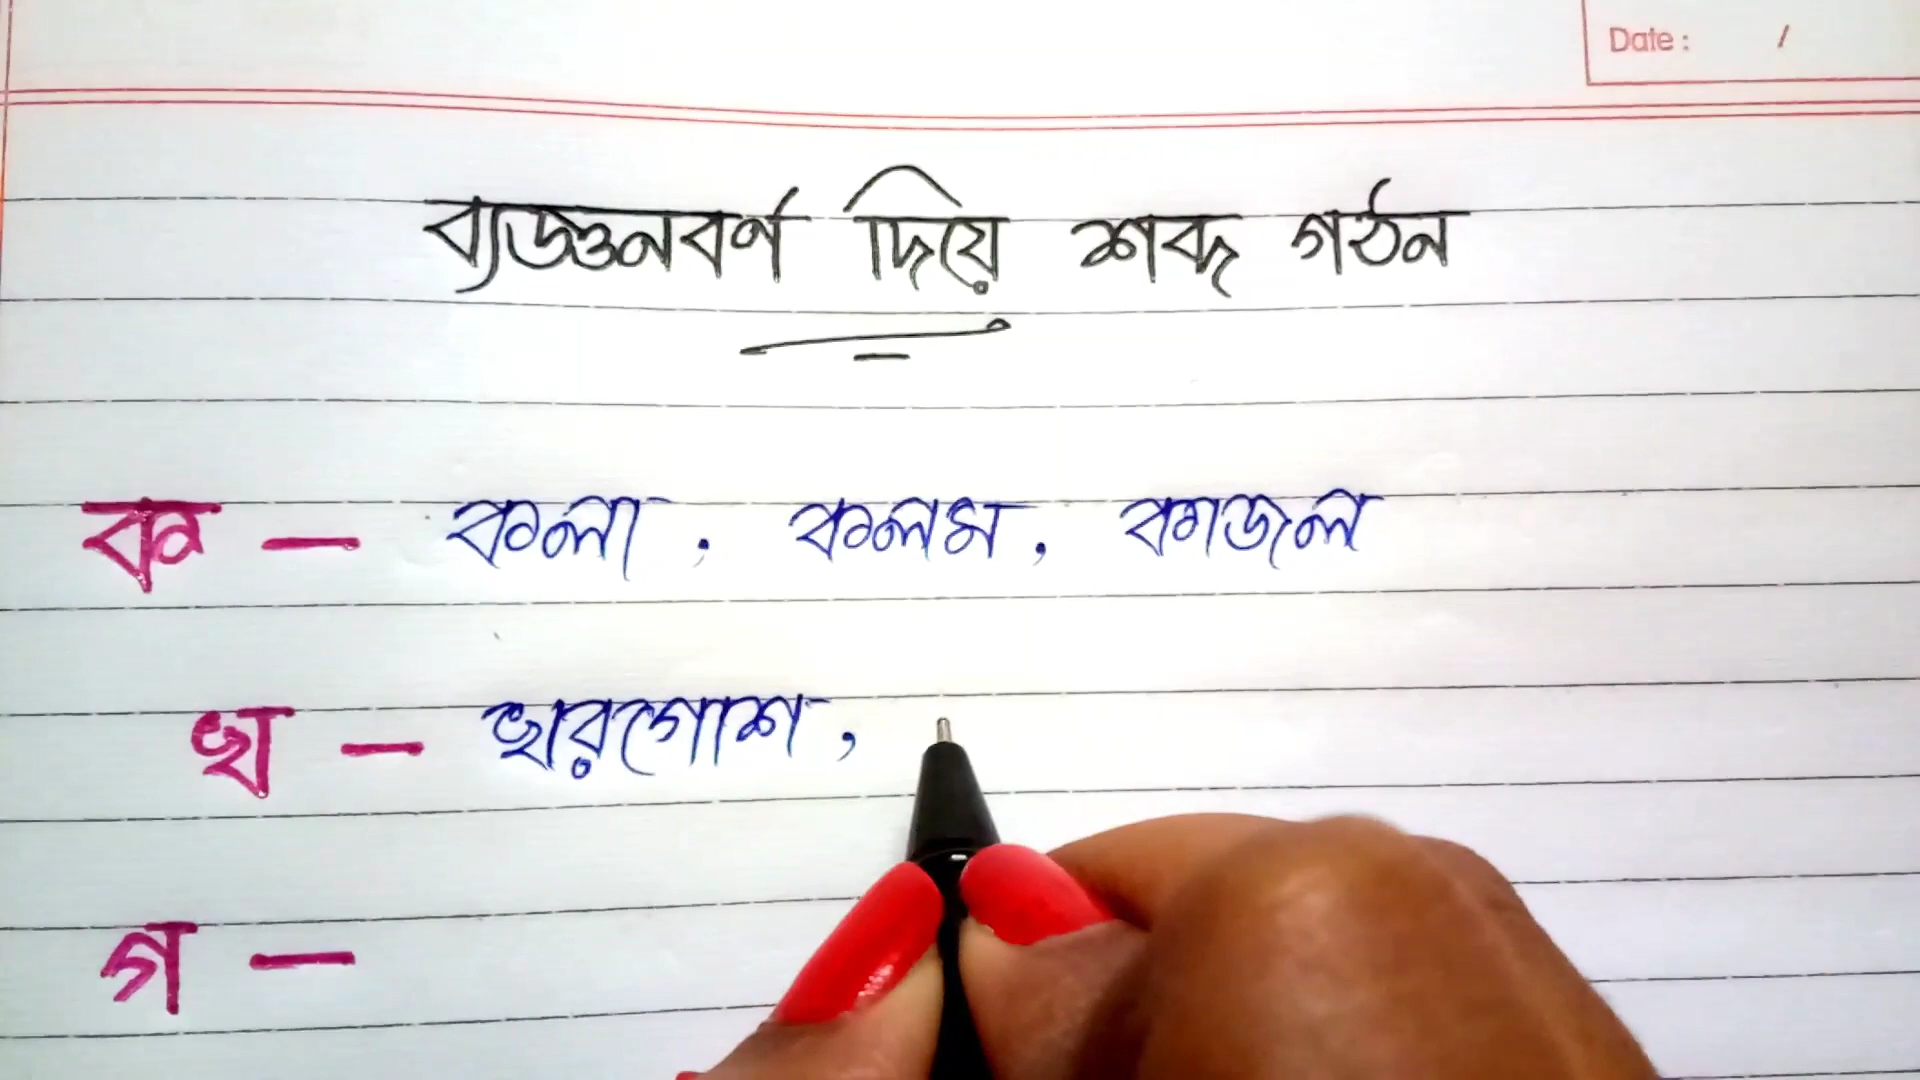 Date : /
ব্যঞ্জনবর্ণ দিয়ে শব্দ গঠন
ক – কলা, কলম, কাজল
খ – খরগোশ,
গ –